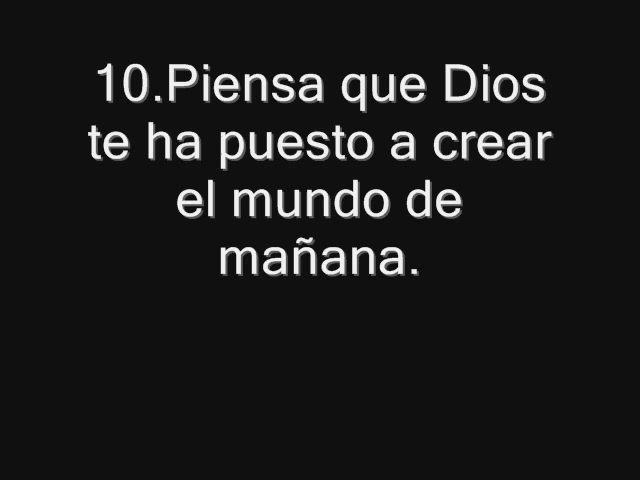 10.Piensa que Dios
te ha puesto a crear
el mundo de
mañana.